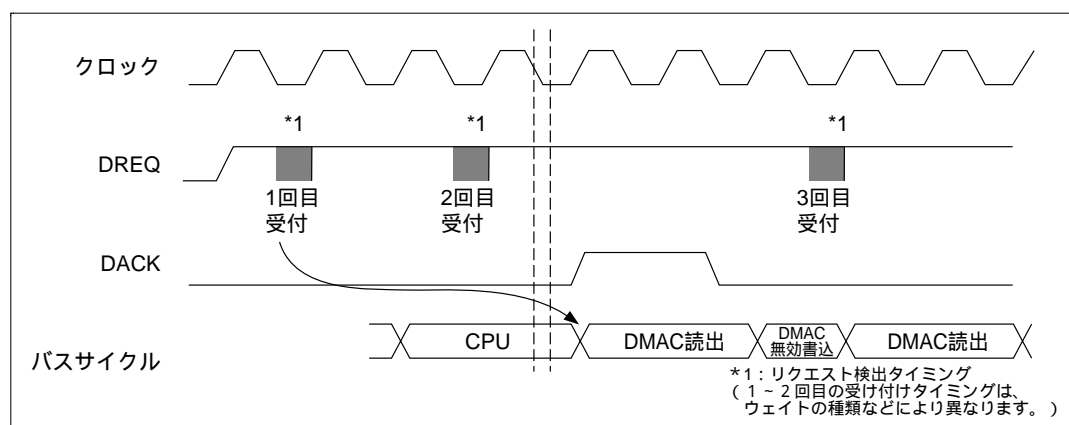 クロック
*1 *1 *1
DREQ
1回目 2回目 3回目
受付 受付 受付
DACK
CPU DMAC読出 DMAC DMAC読出
無効書込
バスサイクル
*1：リクエスト検出タイミング
（１～２回目の受け付けタイミングは、
ウェイトの種類などにより異なります。）